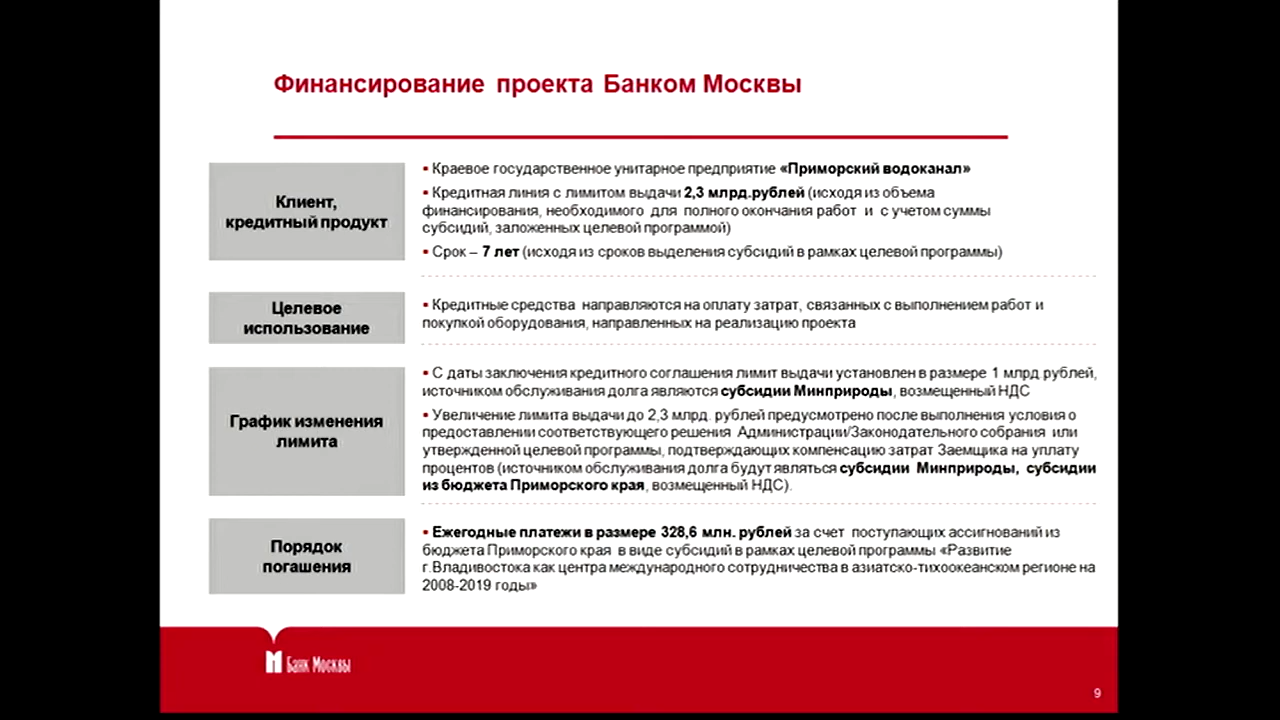 Финансирование проекта Банком Москвы
Клиент,
кредитный продукт
▪ Краевое государственное унитарное предприятие «Приморский водоканал»
▪ Кредитная линия с лимитом выдачи 2,3 млрд.рублей (исходя из объема
финансирования, необходимого для полного окончания работ и с учетом суммы
субсидий, заложенных целевой программой)
▪ Срок – 7 лет (исходя из сроков выделения субсидий в рамках целевой программы)
Целевое
использование
▪ Кредитные средства направляются на оплату затрат, связанных с выполнением работ и
покупкой оборудования, направленных на реализацию проекта
График изменения
лимита
▪ С даты заключения кредитного соглашения лимит выдачи установлен в размере 1 млрд рублей,
источником обслуживания долга являются субсидии Минприроды, возмещенный НДС
▪ Увеличение лимита выдачи до 2,3 млрд. рублей предусмотрено после выполнения условия о
предоставлении соответствующего решения Администрации/Законодательного собрания или
утвержденной целевой программы, подтверждающих компенсацию затрат Заемщика на уплату
процентов (источником обслуживания долга будут являться субсидии Минприроды, субсидии
из бюджета Приморского края, возмещенный НДС).
Порядок
погашения
▪ Ежегодные платежи в размере 328,6 млн. рублей за счет поступающих ассигнований из
бюджета Приморского края в виде субсидий в рамках целевой программы «Развитие
г.Владивостока как центра международного сотрудничества в азиатско-тихоокеанском регионе на
2008-2019 годы»
Банк Москвы
9